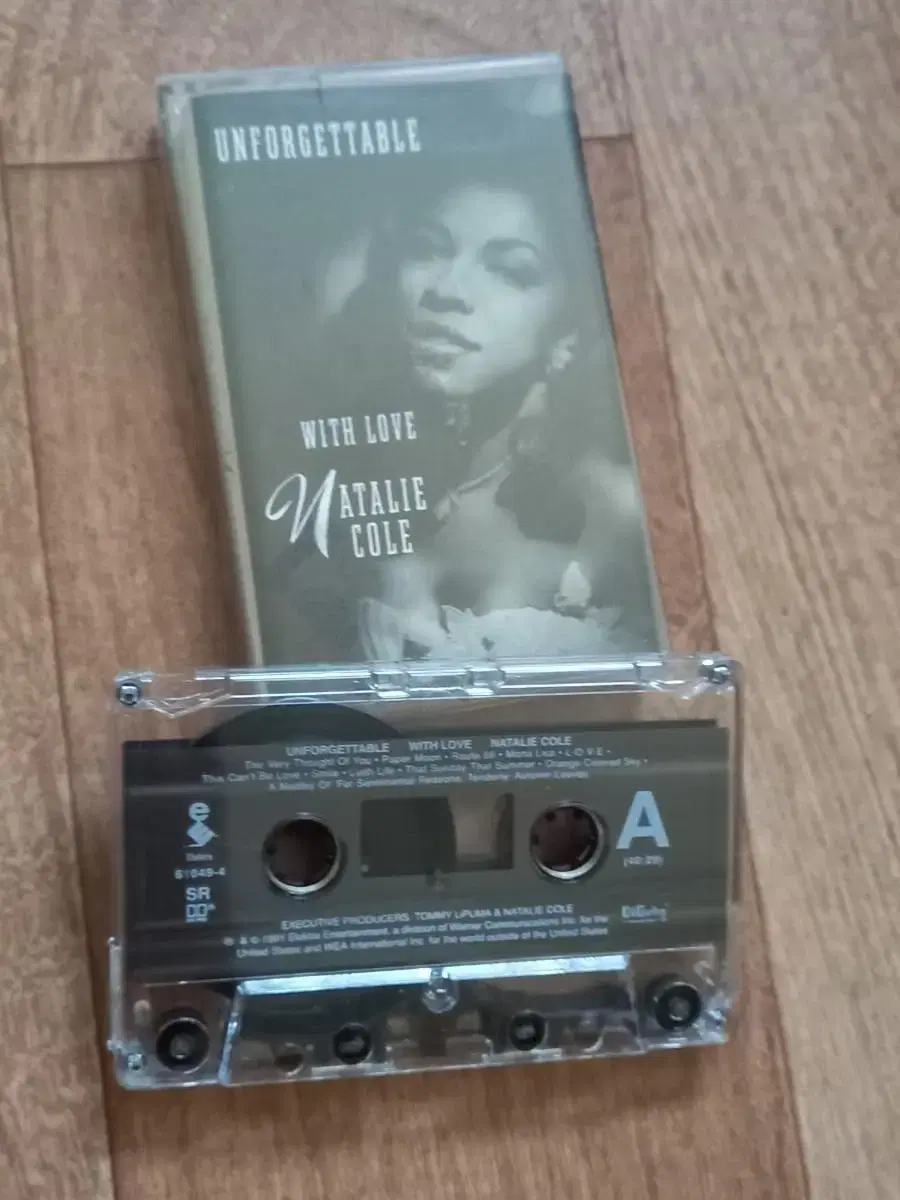 UNFORGETTABLE
WITH LOVE
NATALIE
COLE
UNFORGETTABLE WITH LOVE NATALIE COLE
The Very Thought Of You • Paper Moon • Route 66 • Mona Lisa • L-O-V-E •
This Can't Be Love • Smile • Lush Life • That Sunday That Summer • Orange Colored Sky •
A Medley Of: For Sentimental Reasons; Tenderly; Autumn Leaves
e
Elektra
61049-4
SR
A
EXECUTIVE PRODUCERS: TOMMY LiPUMA & NATALIE COLE
℗ & © 1991 Elektra Entertainment, a division of Warner Communications Inc. for the
United States and WEA International Inc. for the world outside of the United States